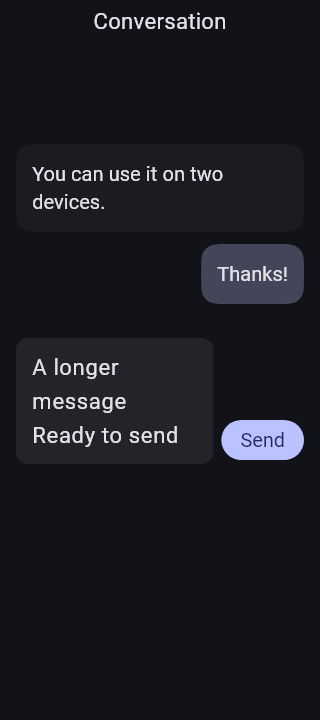 Conversation
You can use it on two
devices.
Thanks!
A longer
message
Ready to send
Send